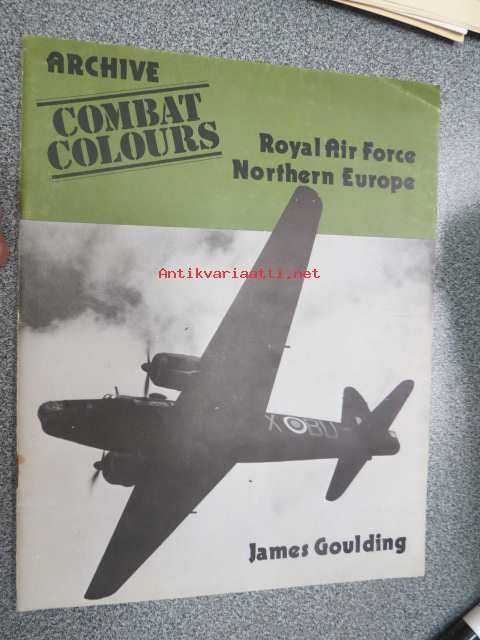 ARCHIVE
COMBAT
COLOURS
Royal Air Force
Northern Europe
Antikvariaatti.net
X BU
James Goulding